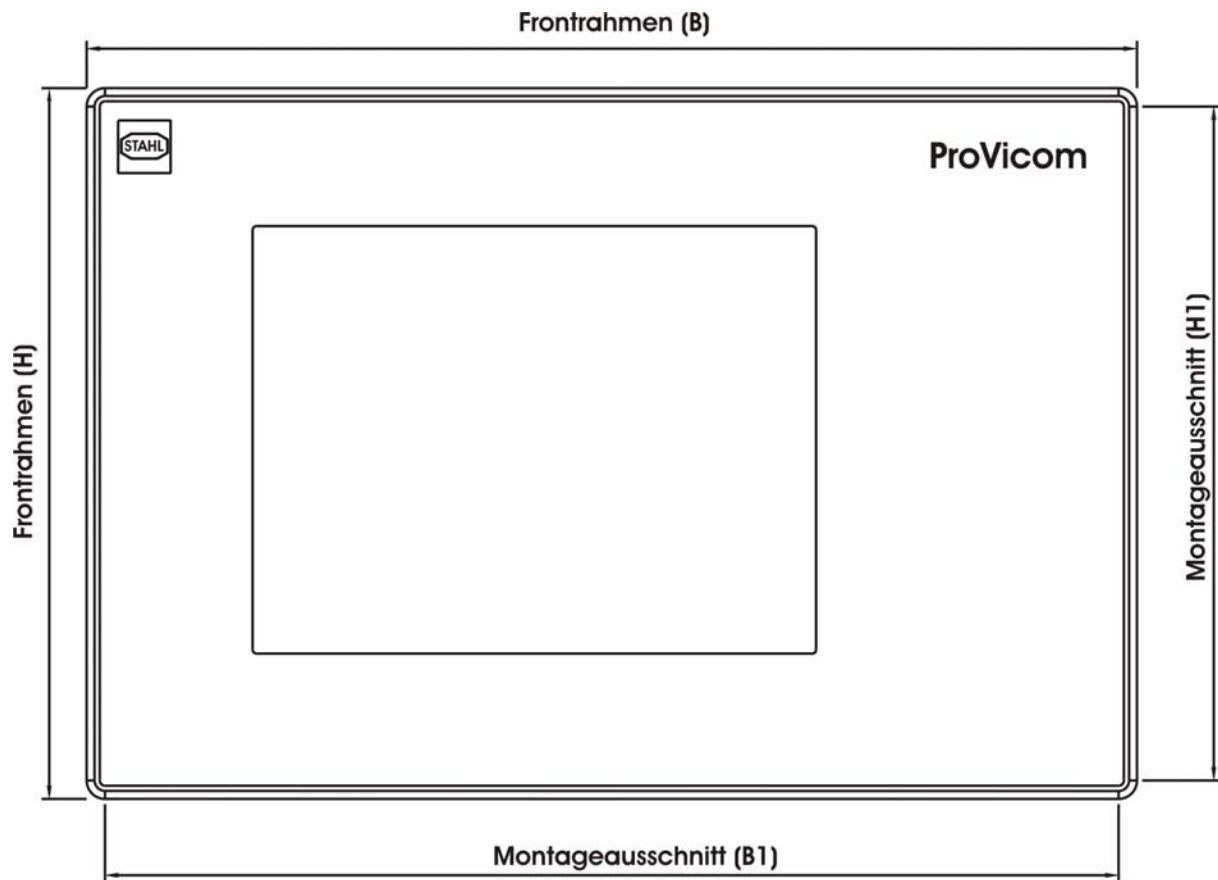 Frontrahmen (B)
STAHL
ProVicom
Frontrahmen (H)
Montageausschnitt (H1)
Montageausschnitt (B1)